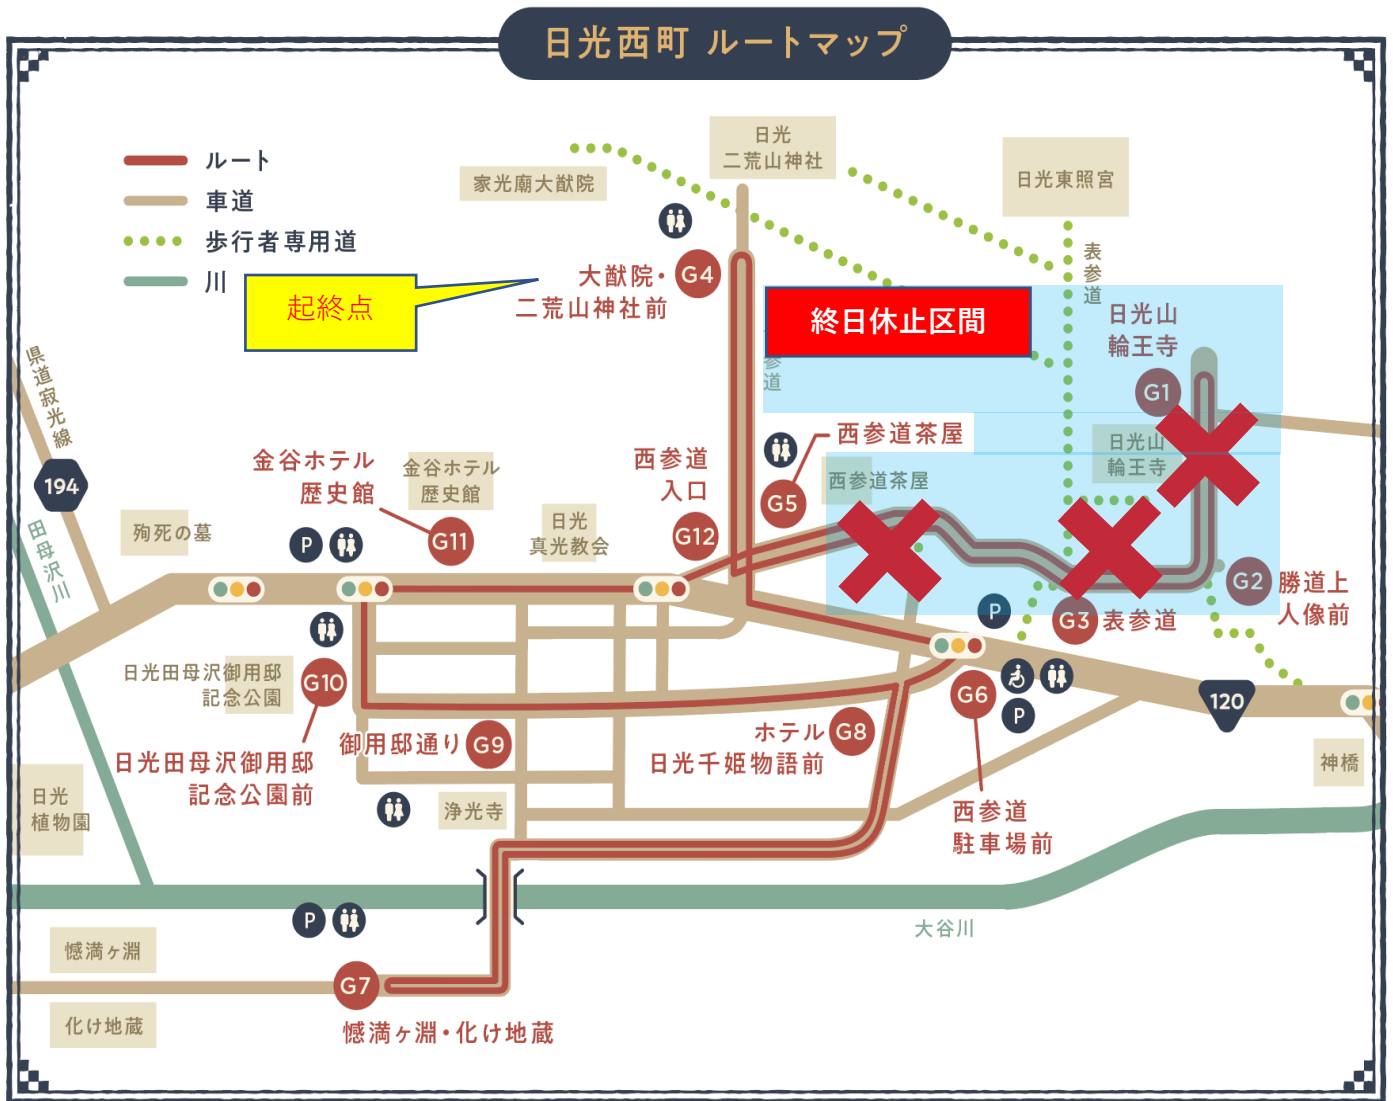 日光西町 ルートマップ
ルート
車道
歩行者専用道
川
起終点
家光廟大猷院
日光
二荒山神社
日光東照宮
表参道
大猷院・
二荒山神社前
G4
終日休止区間
日光山
輪王寺
G1
参道
県道寂光線
194
田母沢川
金谷ホテル
歴史館
金谷ホテル
歴史館
G11
西参道
入口
G12
西参道茶屋
G5
西参道茶屋
日光山
輪王寺
殉死の墓
P
日光
真光教会
G2
勝道上
人像前
P
G3
表参道
日光田母沢御用邸
記念公園
G10
日光田母沢御用邸
記念公園前
御用邸通り
G9
ホテル
日光千姫物語前
G8
G6
P
120
西参道
駐車場前
神橋
日光
植物園
浄光寺
P
大谷川
憾満ヶ淵
G7
化け地蔵
憾満ヶ淵・化け地蔵